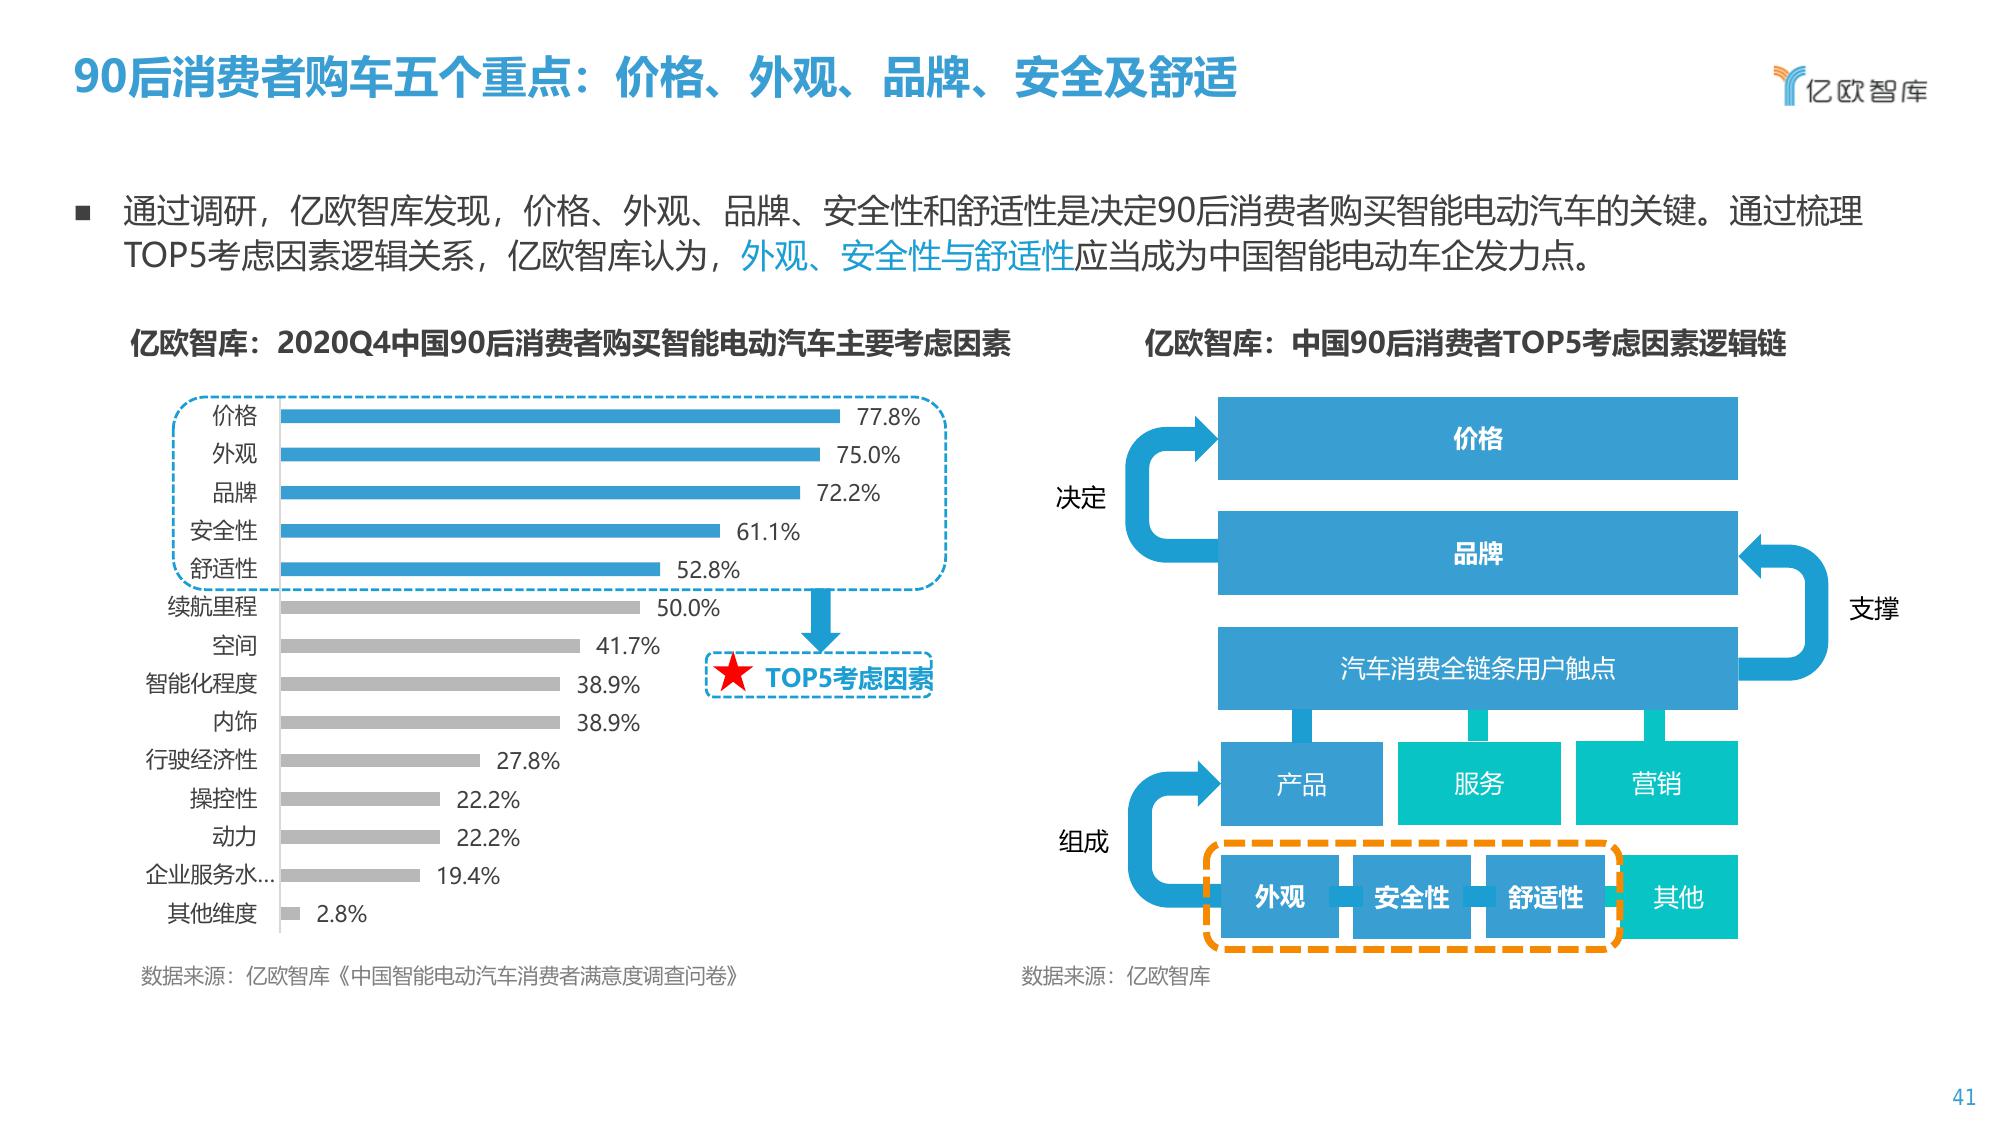 90后消费者购车五个重点：价格、外观、品牌、安全及舒适
亿欧智库
■ 通过调研，亿欧智库发现，价格、外观、品牌、安全性和舒适性是决定90后消费者购买智能电动汽车的关键。通过梳理
TOP5考虑因素逻辑关系，亿欧智库认为，外观、安全性与舒适性应当成为中国智能电动车企发力点。
亿欧智库：2020Q4中国90后消费者购买智能电动汽车主要考虑因素
价格 77.8%
外观 75.0%
品牌 72.2%
安全性 61.1%
舒适性 52.8%
续航里程 50.0%
空间 41.7%
智能化程度 38.9%
内饰 38.9%
行驶经济性 27.8%
操控性 22.2%
动力 22.2%
企业服务水... 19.4%
其他维度 2.8%
TOP5考虑因素
数据来源：亿欧智库《中国智能电动汽车消费者满意度调查问卷》
亿欧智库：中国90后消费者TOP5考虑因素逻辑链
价格
决定
品牌
支撑
汽车消费全链条用户触点
产品 服务 营销
组成
外观 安全性 舒适性 其他
数据来源：亿欧智库
41